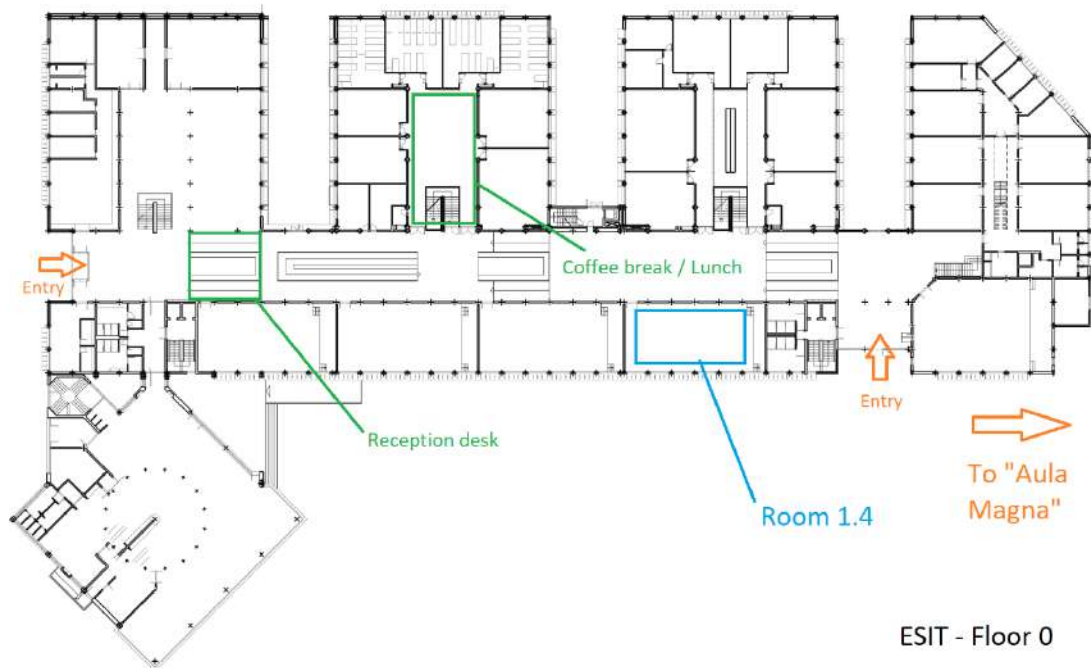 Entry
Coffee break / Lunch
Entry
Reception desk
To "Aula
Magna"
Room 1.4
ESIT - Floor 0